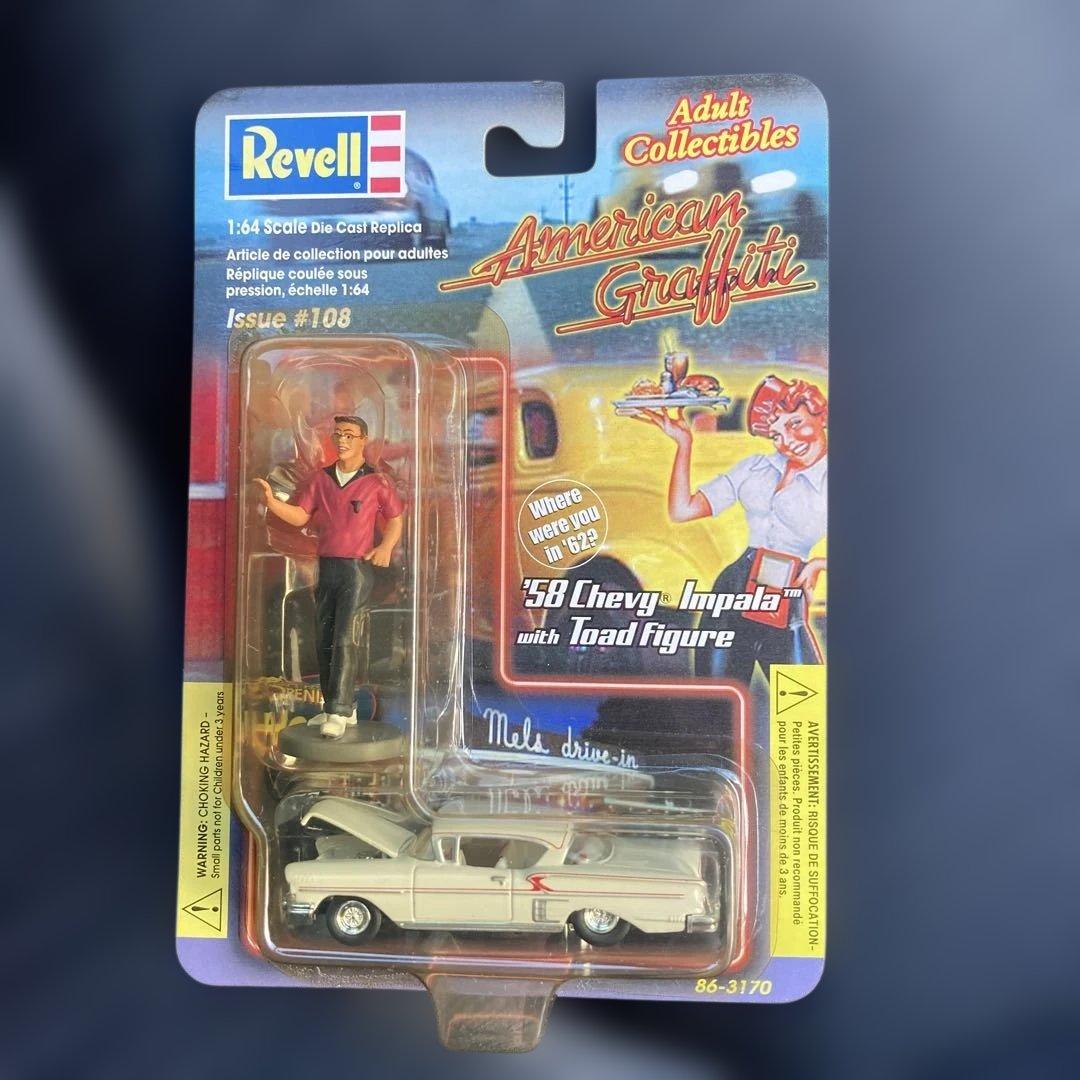 Revell®
Adult
Collectibles
1:64 Scale Die Cast Replica
Article de collection pour adultes
Réplique coulée sous
pression, échelle 1:64
Issue #108
American
Graffiti
Mels
Where
were you
in '62?
'58 Chevy® Impala™
with Toad figure
Mels drive-in
WARNING: CHOKING HAZARD –
Small parts not for Children under 3 years
AVERTISSEMENT: RISQUE DE SUFFOCATION–
Petites pièces. Produit non recommandé
pour les enfants de moins de 3 ans.
86-3170